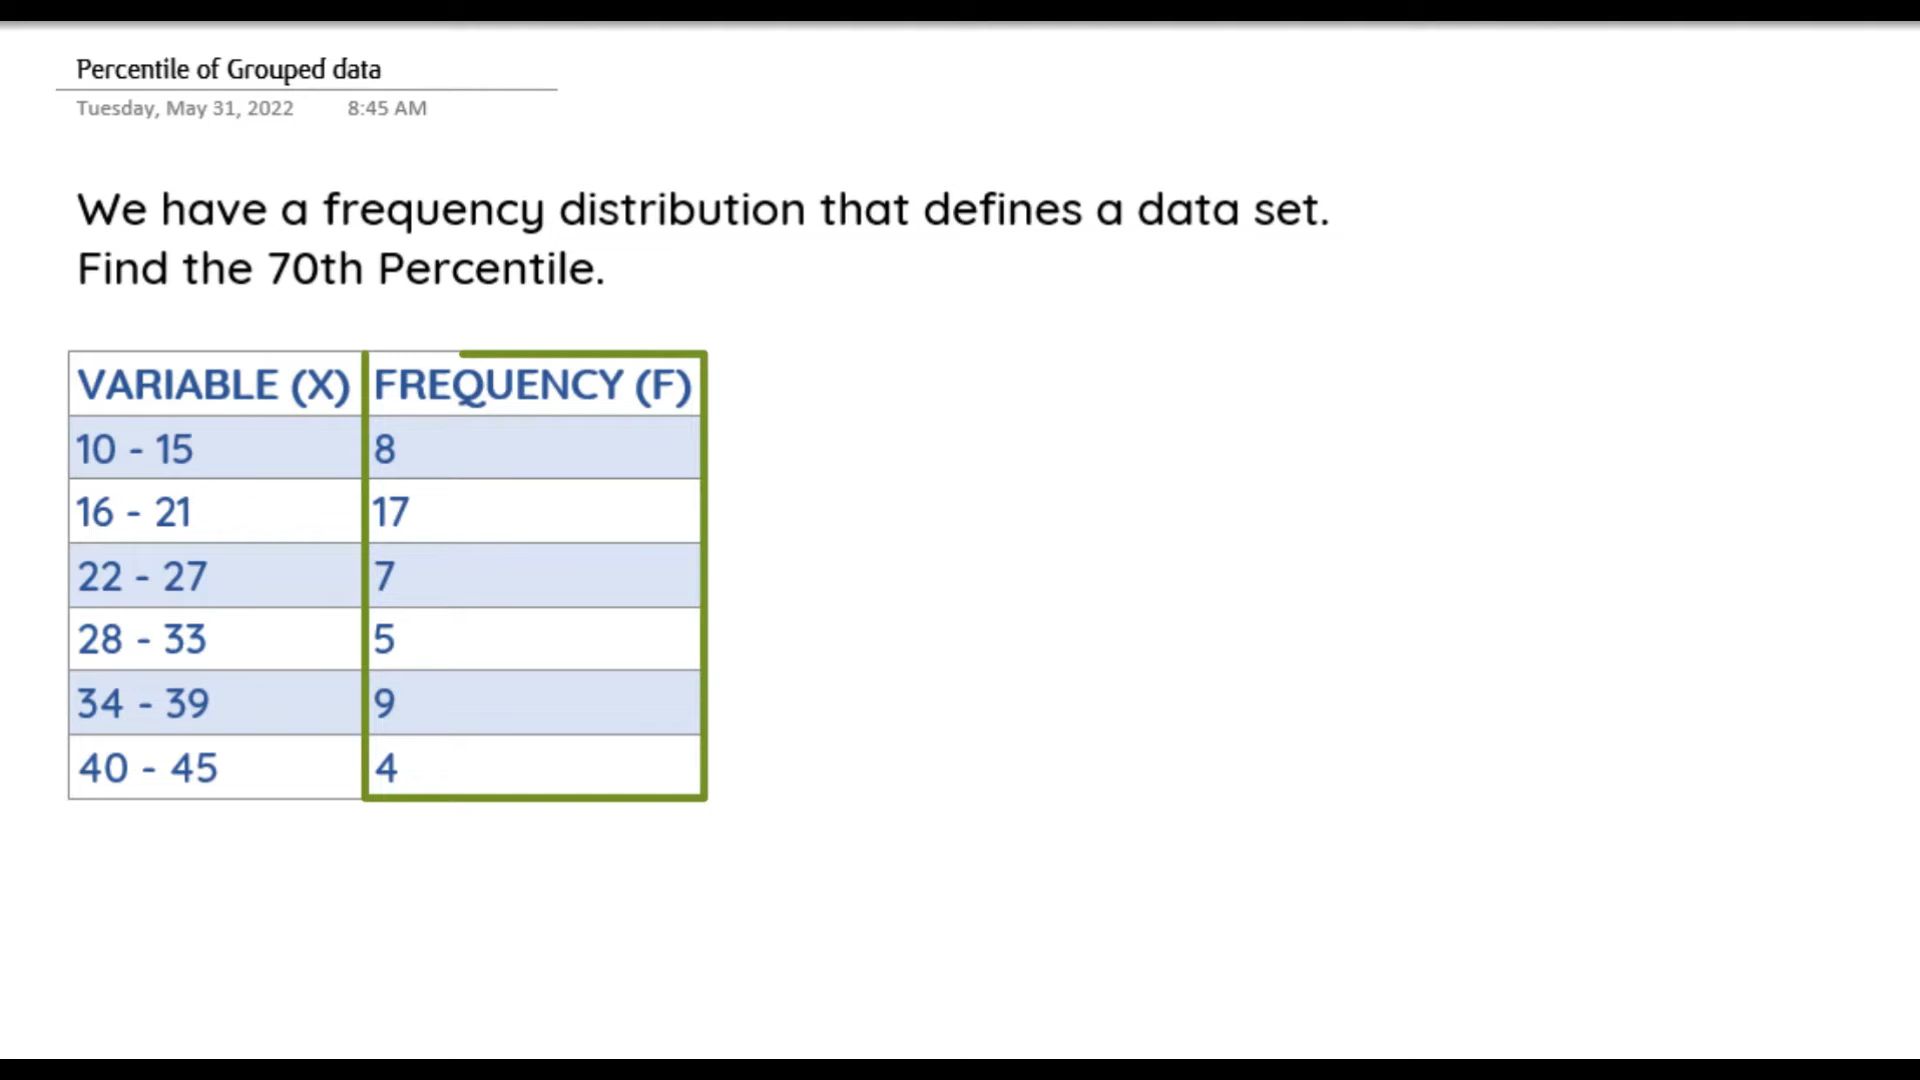 Percentile of Grouped data
Tuesday, May 31, 2022 8:45 AM
We have a frequency distribution that defines a data set.
Find the 70th Percentile.
VARIABLE (X) FREQUENCY (F)
10 - 15 8
16 - 21 17
22 - 27 7
28 - 33 5
34 - 39 9
40 - 45 4